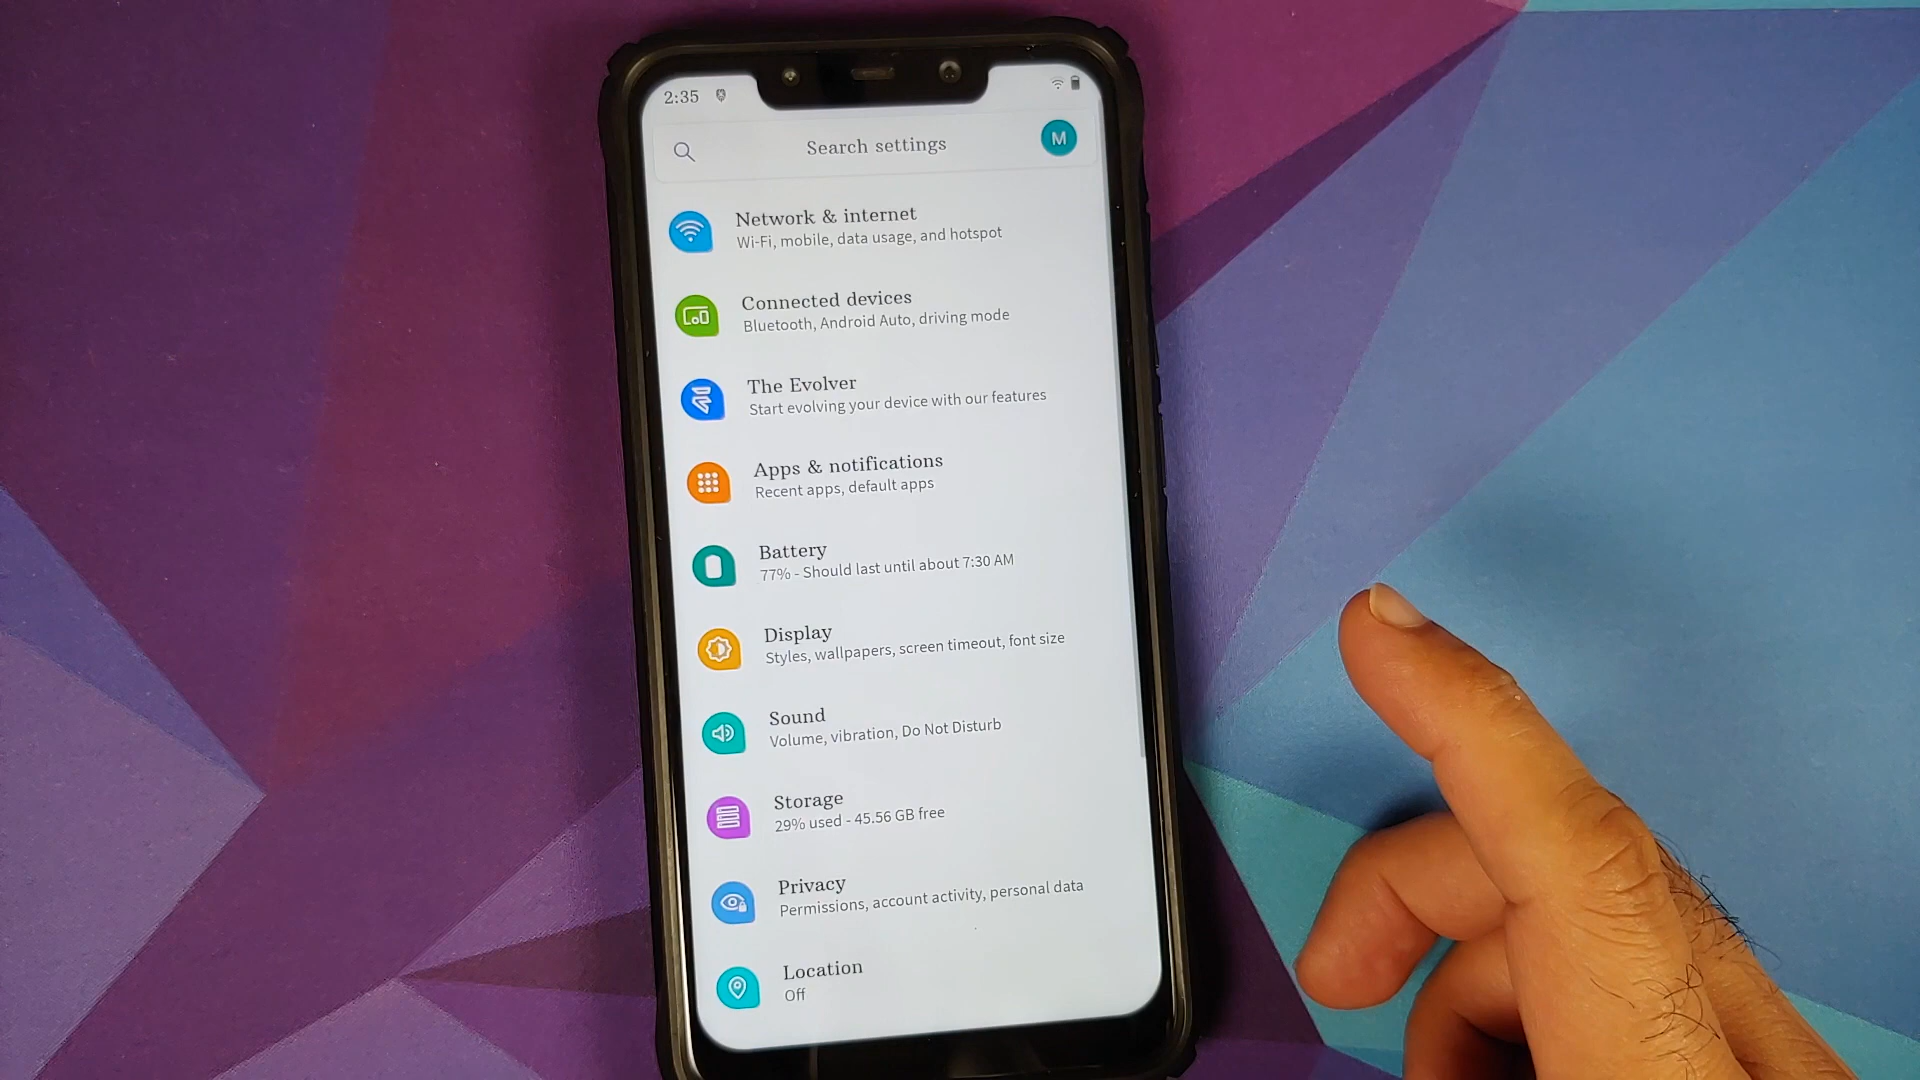 2:35
Search settings
M
Network & internet
Wi-Fi, mobile, data usage, and hotspot
Connected devices
Bluetooth, Android Auto, driving mode
The Evolver
Start evolving your device with our features
Apps & notifications
Recent apps, default apps
Battery
77% - Should last until about 7:30 AM
Display
Styles, wallpapers, screen timeout, font size
Sound
Volume, vibration, Do Not Disturb
Storage
29% used - 45.56 GB free
Privacy
Permissions, account activity, personal data
Location
Off